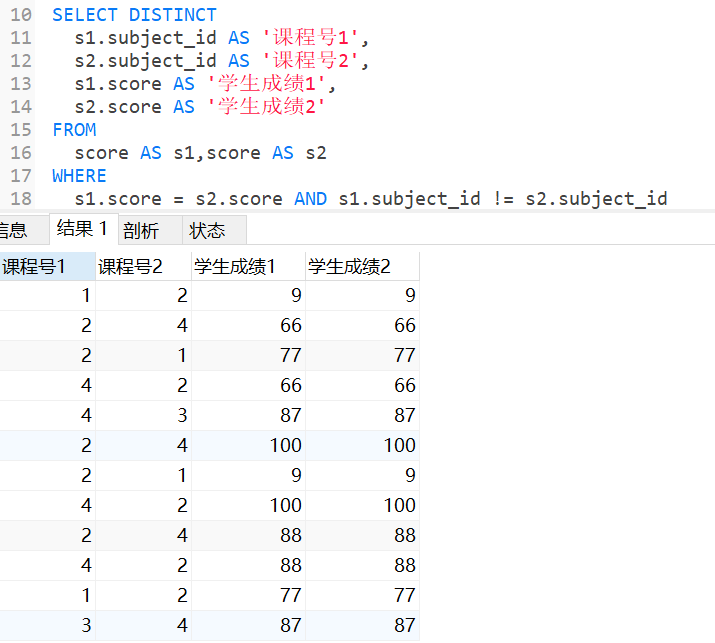 10 SELECT DISTINCT
11 s1.subject_id AS '课程号1',
12 s2.subject_id AS '课程号2',
13 s1.score AS '学生成绩1',
14 s2.score AS '学生成绩2'
15 FROM
16 score AS s1,score AS s2
17 WHERE
18 s1.score = s2.score AND s1.subject_id != s2.subject_id
信息 结果 1 剖析 状态
课程号1 课程号2 学生成绩1 学生成绩2
1 2 9 9
2 4 66 66
2 1 77 77
4 2 66 66
4 3 87 87
2 4 100 100
2 1 9 9
4 2 100 100
2 4 88 88
4 2 88 88
1 2 77 77
3 4 87 87